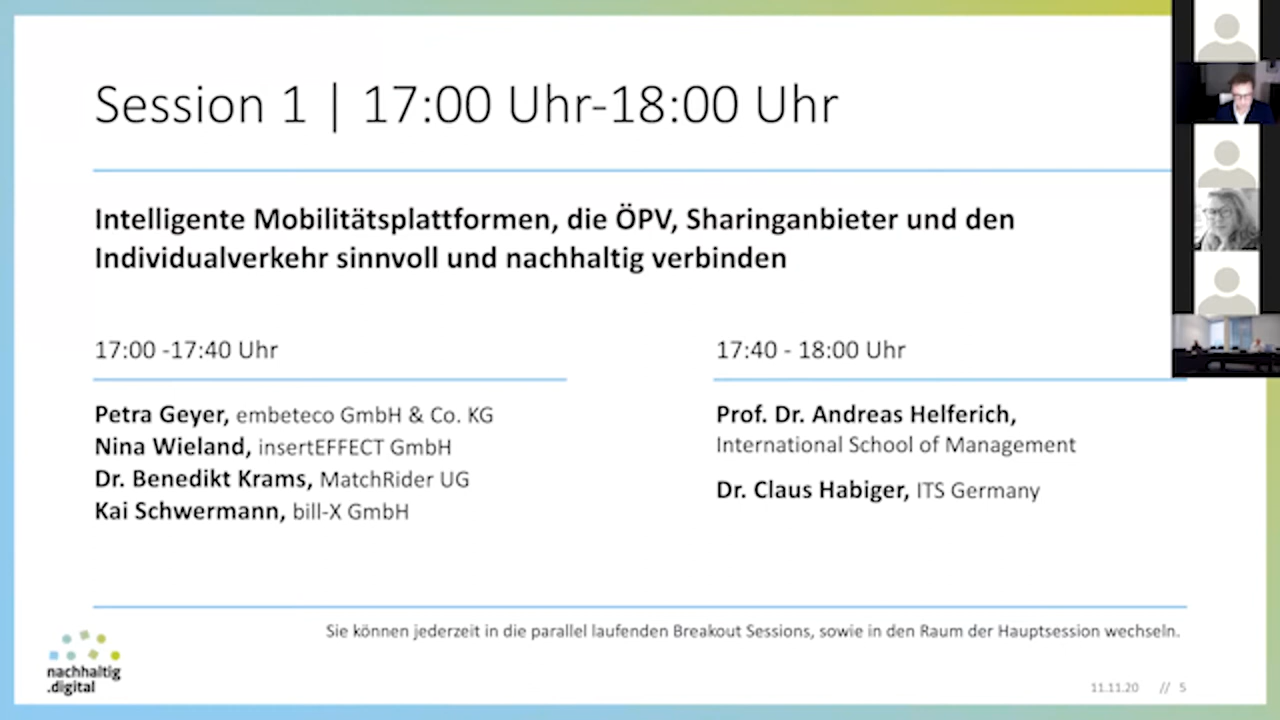 Session 1 | 17:00 Uhr-18:00 Uhr
Intelligente Mobilitätsplattformen, die ÖPV, Sharinganbieter und den
Individualverkehr sinnvoll und nachhaltig verbinden
17:00 -17:40 Uhr
Petra Geyer, embeteco GmbH & Co. KG
Nina Wieland, insertEFFECT GmbH
Dr. Benedikt Krams, MatchRider UG
Kai Schwermann, bill-X GmbH
17:40 - 18:00 Uhr
Prof. Dr. Andreas Helferich,
International School of Management
Dr. Claus Habiger, ITS Germany
Sie können jederzeit in die parallel laufenden Breakout Sessions, sowie in den Raum der Hauptsession wechseln.
nachhaltig
.digital
11.11.20 // 5